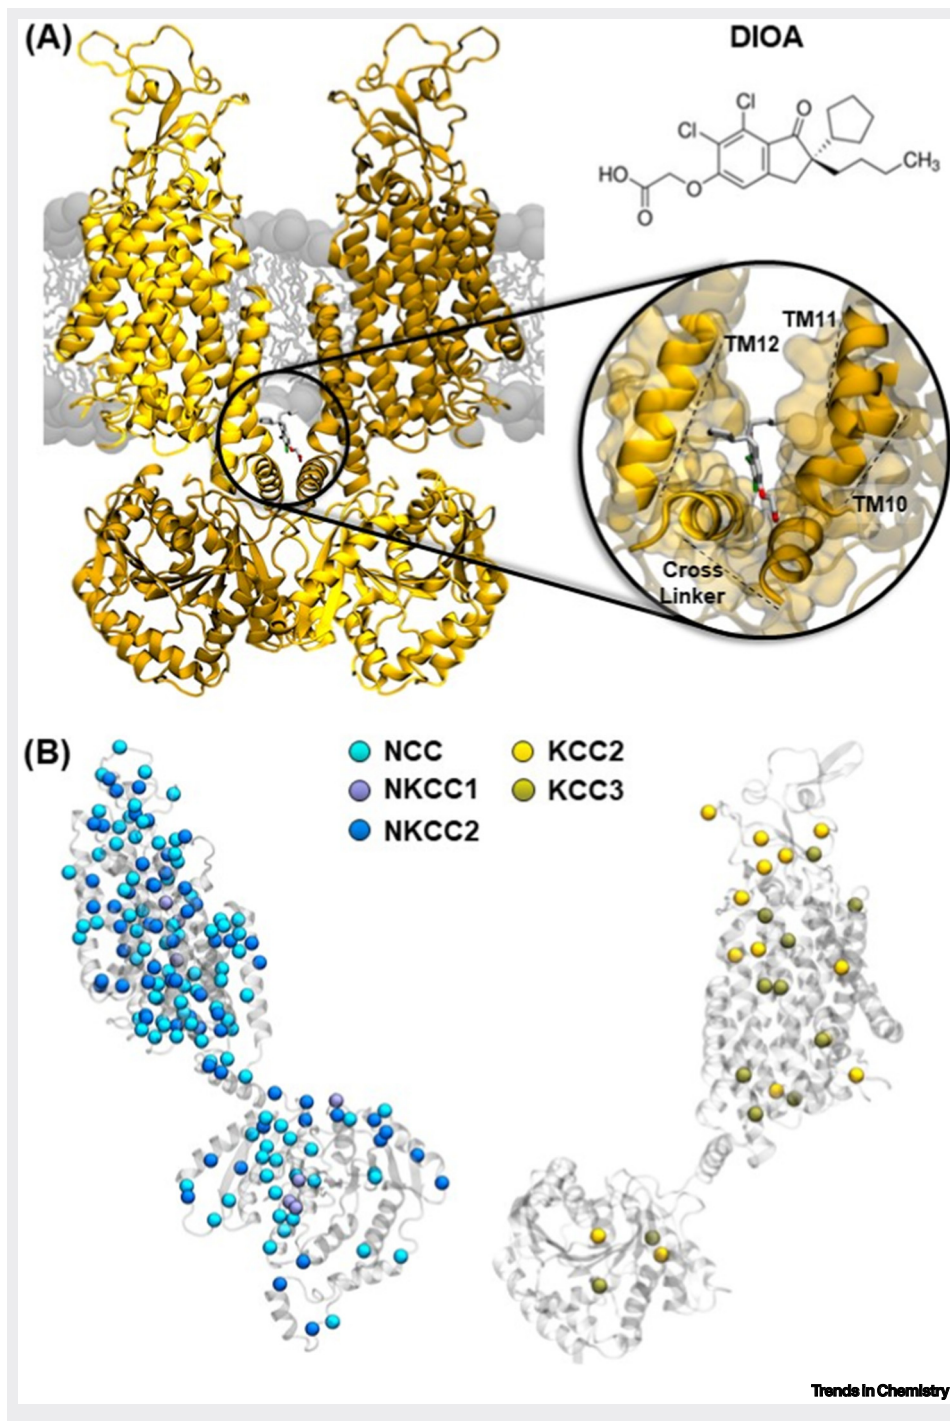 (A)
DIOA
Cl
Cl
O
HO
O
O
CH3
TM11
TM12
TM10
Cross
Linker
(B)
NCC
KCC2
NKCC1
KCC3
NKCC2
Trends in Chemistry